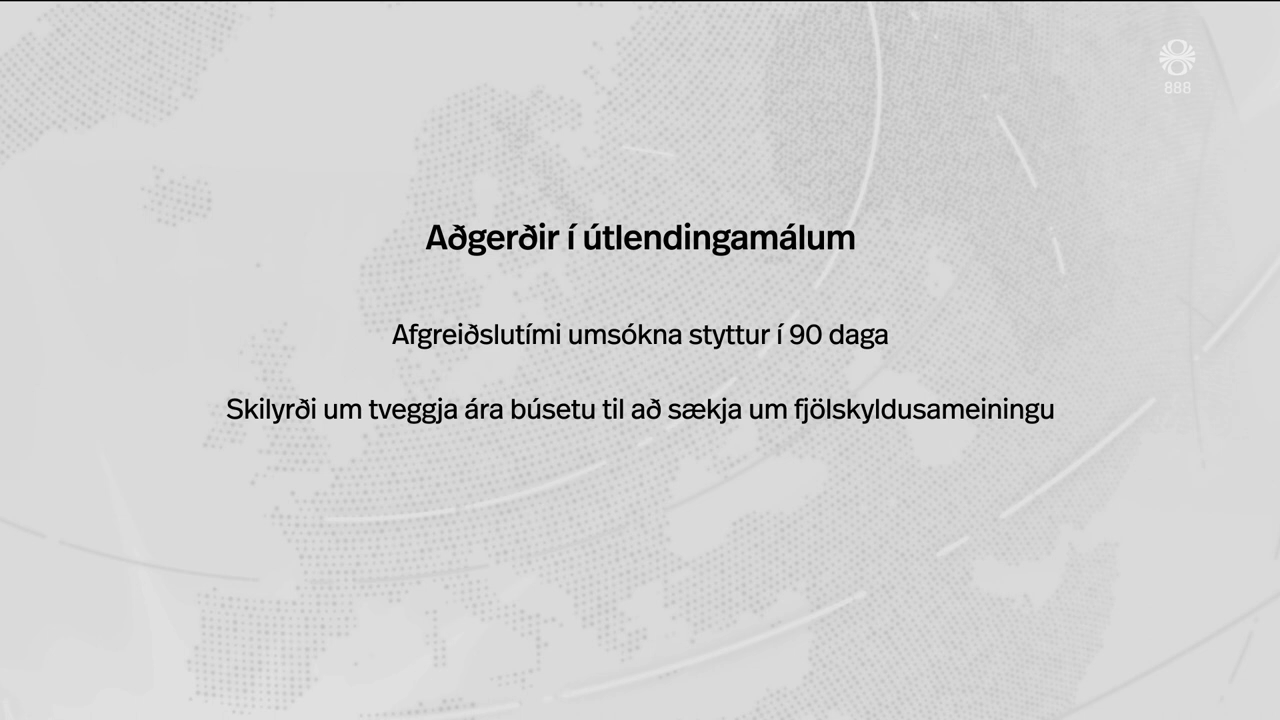 888
Aðgerðir í útlendingamálum
Afgreiðslutími umsókna styttur í 90 daga
Skilyrði um tveggja ára búsetu til að sækja um fjölskyldusameiningu